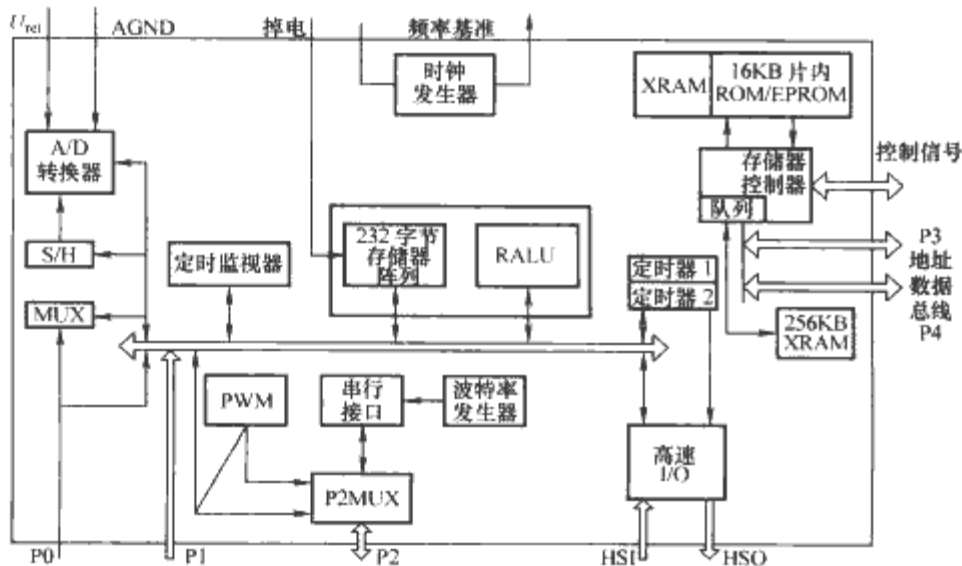 Uref
AGND
掉电
频率基准
时钟
发生器
XRAM
16KB 片内
ROM/EPROM
A/D
转换器
存储器
控制器
队列
控制信号
S/H
定时监视器
232 字节
存储器
阵列
RALU
定时器 1
定时器 2
P3
地址
数据
总线
P4
MUX
256KB
XRAM
PWM
串行
接口
波特率
发生器
高速
I/O
P2MUX
P0
P1
P2
HSI
HSO